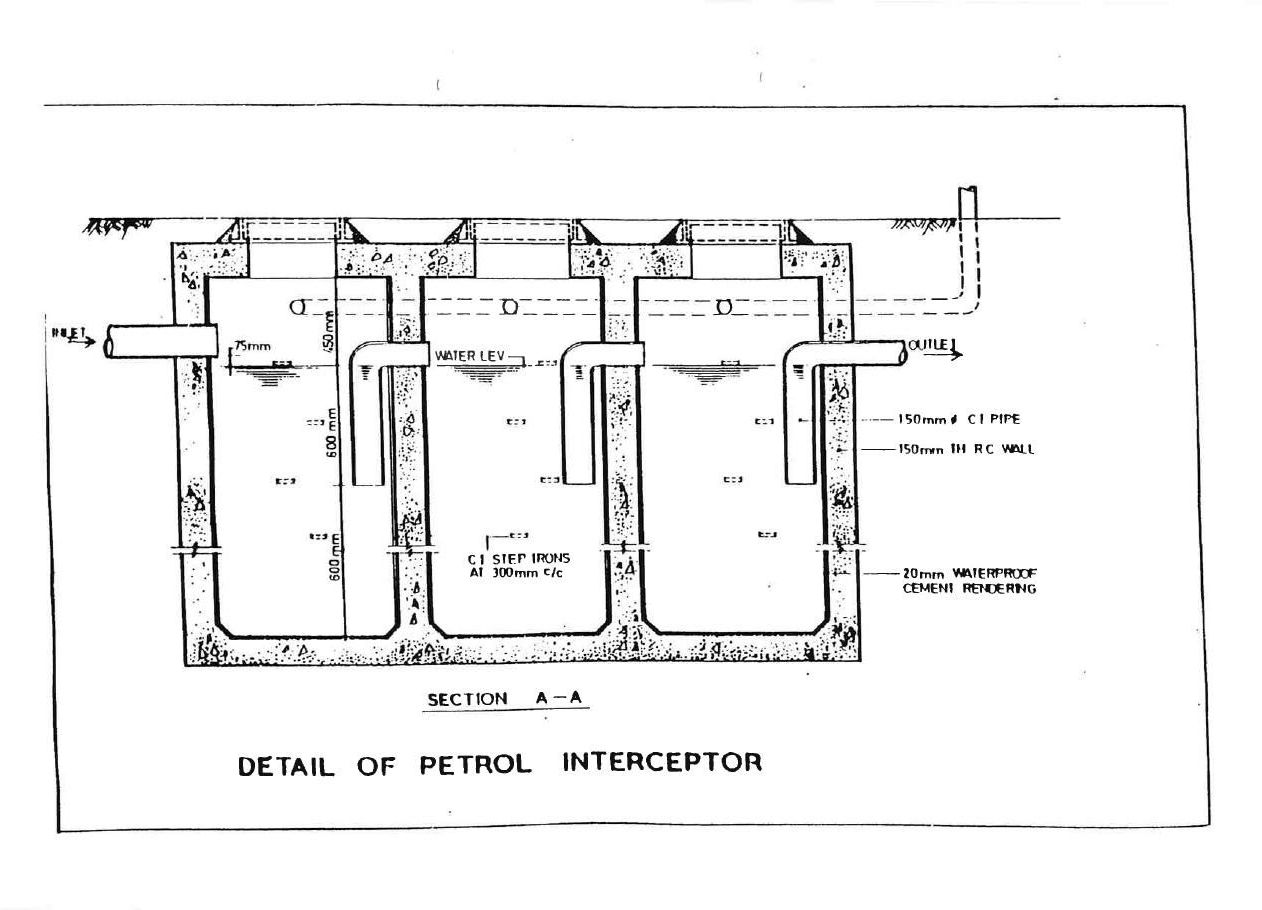 INLET
75mm
450mm
WATER LEV
OUTLET
600mm
150mm ø C I PIPE
150mm TH R C WALL
600mm
C I STEP IRONS
AT 300mm c/c
20mm WATERPROOF
CEMENT RENDERING
SECTION A - A
DETAIL OF PETROL INTERCEPTOR